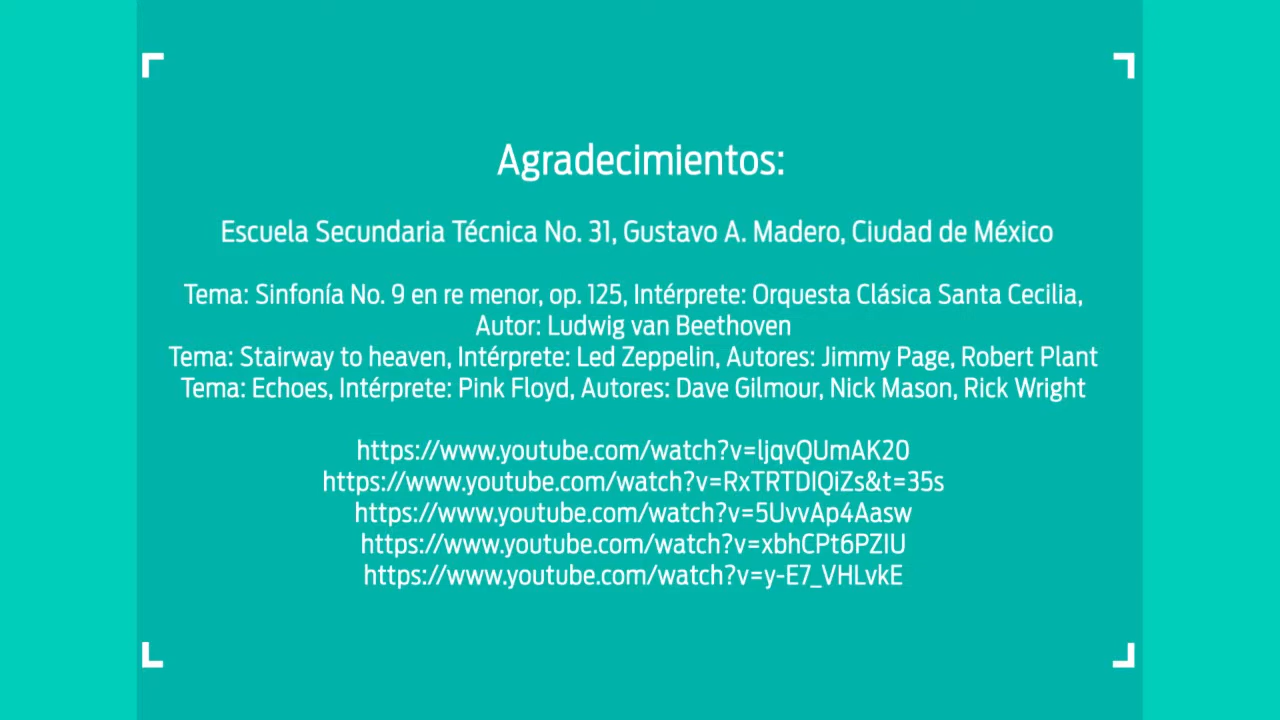 Agradecimientos:
Escuela Secundaria Técnica No. 31, Gustavo A. Madero, Ciudad de México
Tema: Sinfonía No. 9 en re menor, op. 125, Intérprete: Orquesta Clásica Santa Cecilia,
Autor: Ludwig van Beethoven
Tema: Stairway to heaven, Intérprete: Led Zeppelin, Autores: Jimmy Page, Robert Plant
Tema: Echoes, Intérprete: Pink Floyd, Autores: Dave Gilmour, Nick Mason, Rick Wright
https://www.youtube.com/watch?v=ljqvQUmAK20
https://www.youtube.com/watch?v=RxTRTDIQiZs&t=35s
https://www.youtube.com/watch?v=5UvvAp4Aasw
https://www.youtube.com/watch?v=xbhCPt6PZIU
https://www.youtube.com/watch?v=y-E7_VHLvkE